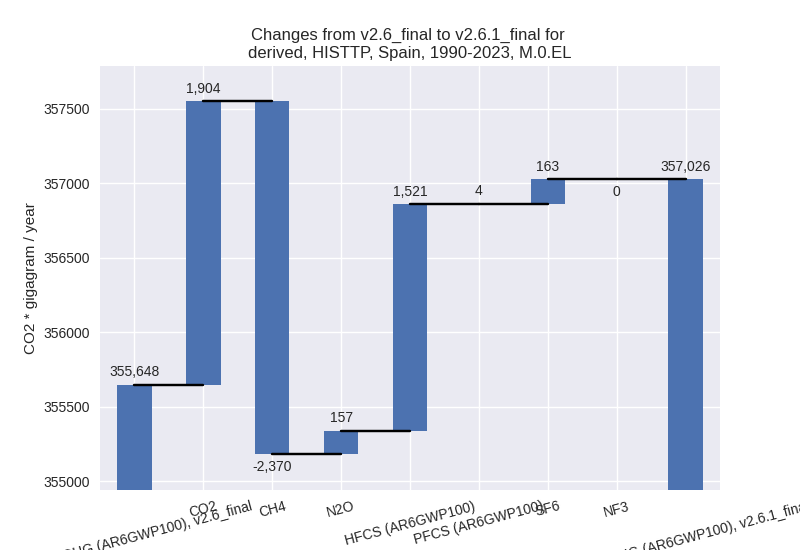 Changes from v2.6_final to v2.6.1_final for
derived, HISTTP, Spain, 1990-2023, M.0.EL
CO2 * gigagram / year
357500
357000
356500
356000
355500
355000
355,648
1,904
-2,370
157
1,521
4
163
0
357,026
(AR6GWP100), v2.6_final
CO2
CH4
N2O
HFCS (AR6GWP100)
PFCS (AR6GWP100)
SF6
NF3
(AR6GWP100), v2.6.1_final